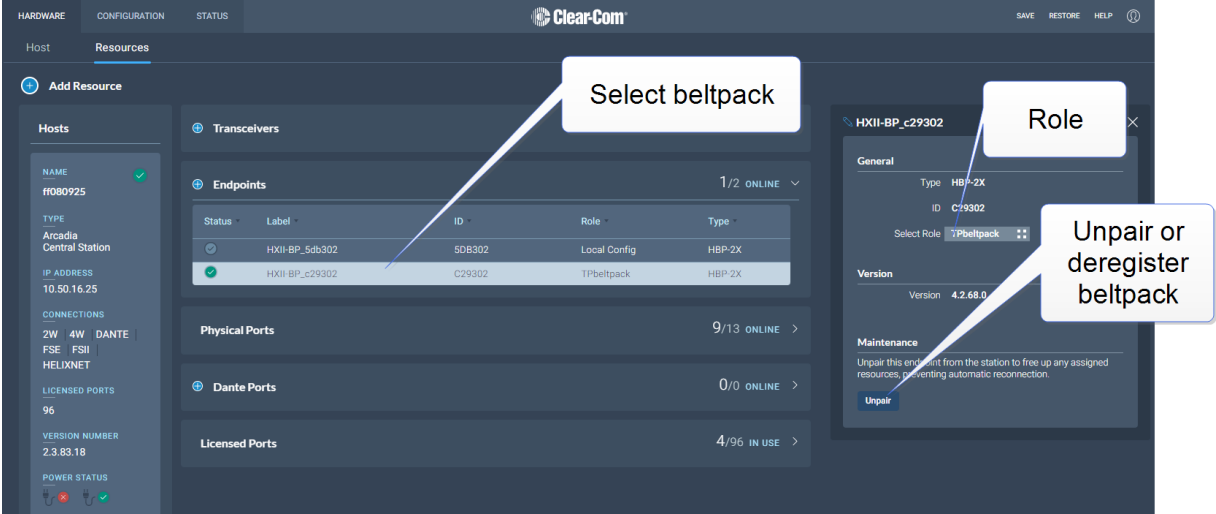 HARDWARE CONFIGURATION STATUS Clear-Com SAVE RESTORE HELP
Host Resources
Add Resource
Select beltpack
Role
Unpair or
deregister
beltpack
Hosts
NAME
ff080925
TYPE
Arcadia
Central Station
IP ADDRESS
10.50.16.25
CONNECTIONS
2W 4W DANTE
FSE FSII
HELIXNET
LICENSED PORTS
96
VERSION NUMBER
2.3.83.18
POWER STATUS
Transceivers
Endpoints 1/2 ONLINE
Status Label ID Role Type
HXII-BP_5db302 5DB302 Local Config HBP-2X
HXII-BP_c29302 C29302 TPbeltpack HBP-2X
Physical Ports 9/13 ONLINE
Dante Ports 0/0 ONLINE
Licensed Ports 4/96 IN USE
HXII-BP_c29302
General
Type HBP-2X
ID C29302
Select Role TPbeltpack
Version
Version 4.2.68.0
Maintenance
Unpair this endpoint from the station to free up any assigned
resources, preventing automatic reconnection.
Unpair